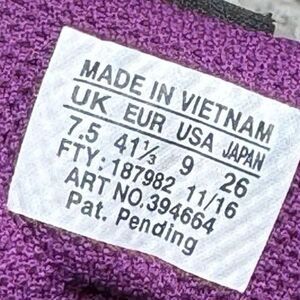 MADE IN VIETNAM
UK EUR USA JAPAN
7.5 41⅓ 9 26
FTY: 187982 11/16
ART NO.394664
Pat. Pending